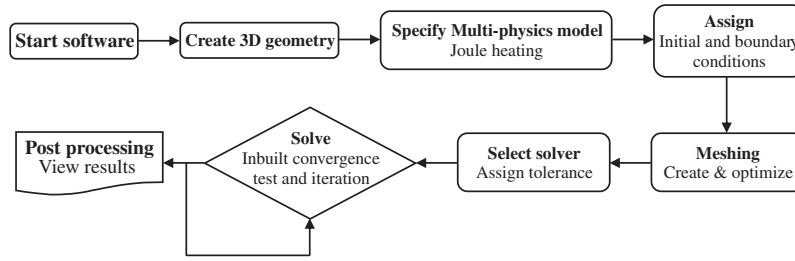 Start software
Create 3D geometry
Specify Multi-physics model
Joule heating
Assign
Initial and boundary
conditions
Meshing
Create & optimize
Select solver
Assign tolerance
Solve
Inbuilt convergence
test and iteration
Post processing
View results